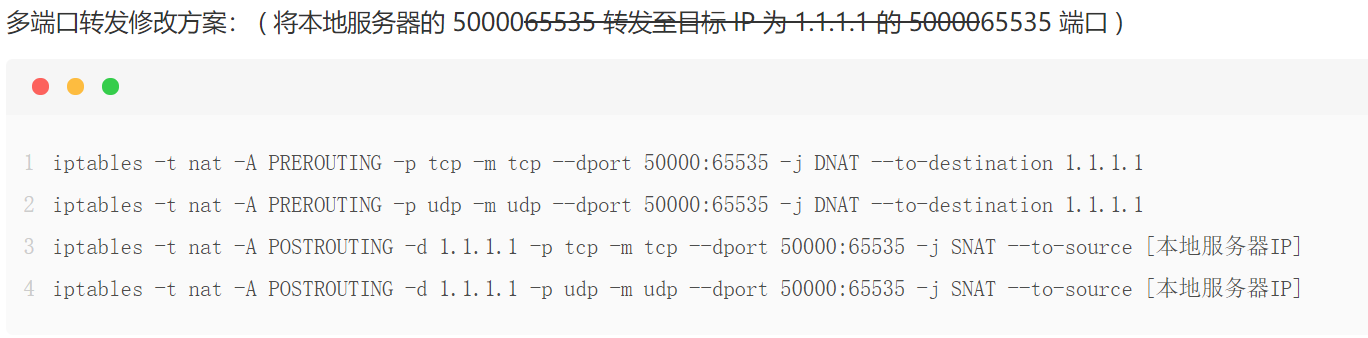 多端口转发修改方案：（ 将本地服务器的 5000065535 转发至目标 IP 为 1.1.1.1 的 5000065535 端口 ）
1 iptables -t nat -A PREROUTING -p tcp -m tcp --dport 50000:65535 -j DNAT --to-destination 1.1.1.1
2 iptables -t nat -A PREROUTING -p udp -m udp --dport 50000:65535 -j DNAT --to-destination 1.1.1.1
3 iptables -t nat -A POSTROUTING -d 1.1.1.1 -p tcp -m tcp --dport 50000:65535 -j SNAT --to-source [本地服务器IP]
4 iptables -t nat -A POSTROUTING -d 1.1.1.1 -p udp -m udp --dport 50000:65535 -j SNAT --to-source [本地服务器IP]